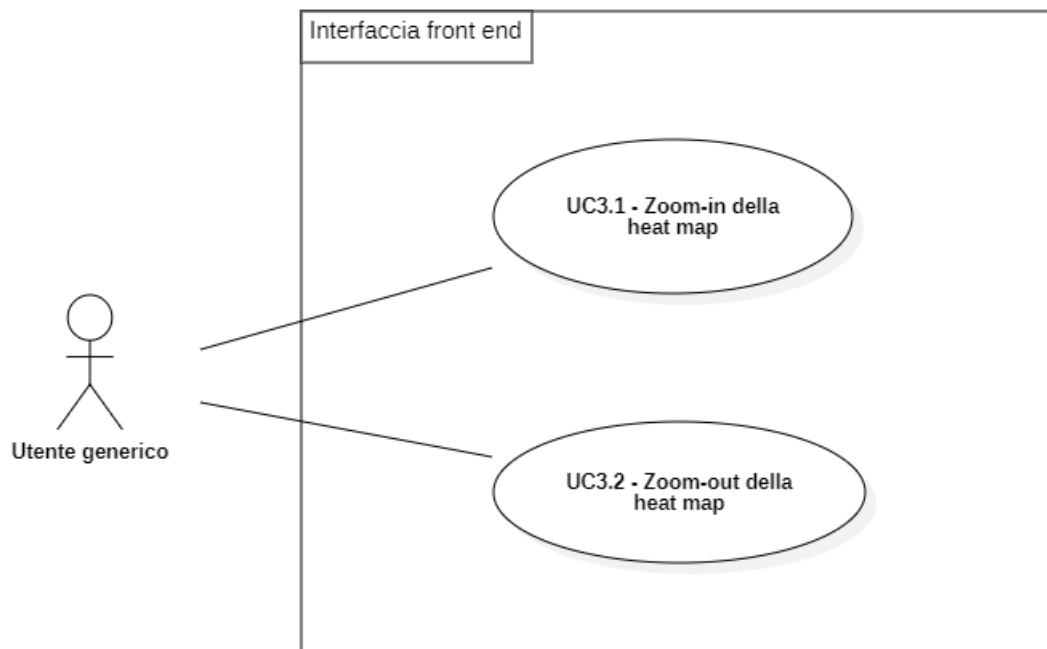 Interfaccia front end
UC3.1 - Zoom-in della
heat map
Utente generico
UC3.2 - Zoom-out della
heat map